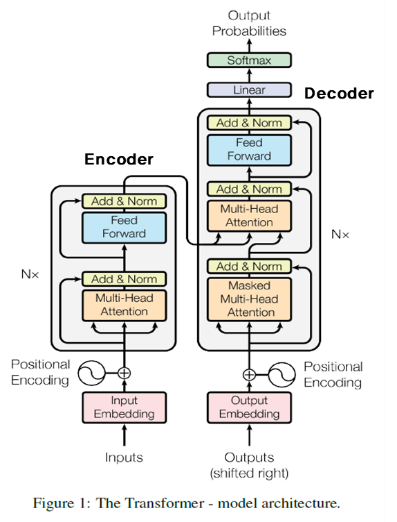 Output
Probabilities
Softmax
Linear
Decoder
Add & Norm
Feed
Forward
Add & Norm
Multi-Head
Attention
N×
Add & Norm
Masked
Multi-Head
Attention
Encoder
Add & Norm
Feed
Forward
N×
Add & Norm
Multi-Head
Attention
Positional
Encoding
Positional
Encoding
Input
Embedding
Output
Embedding
Inputs
Outputs
(shifted right)
Figure 1: The Transformer - model architecture.